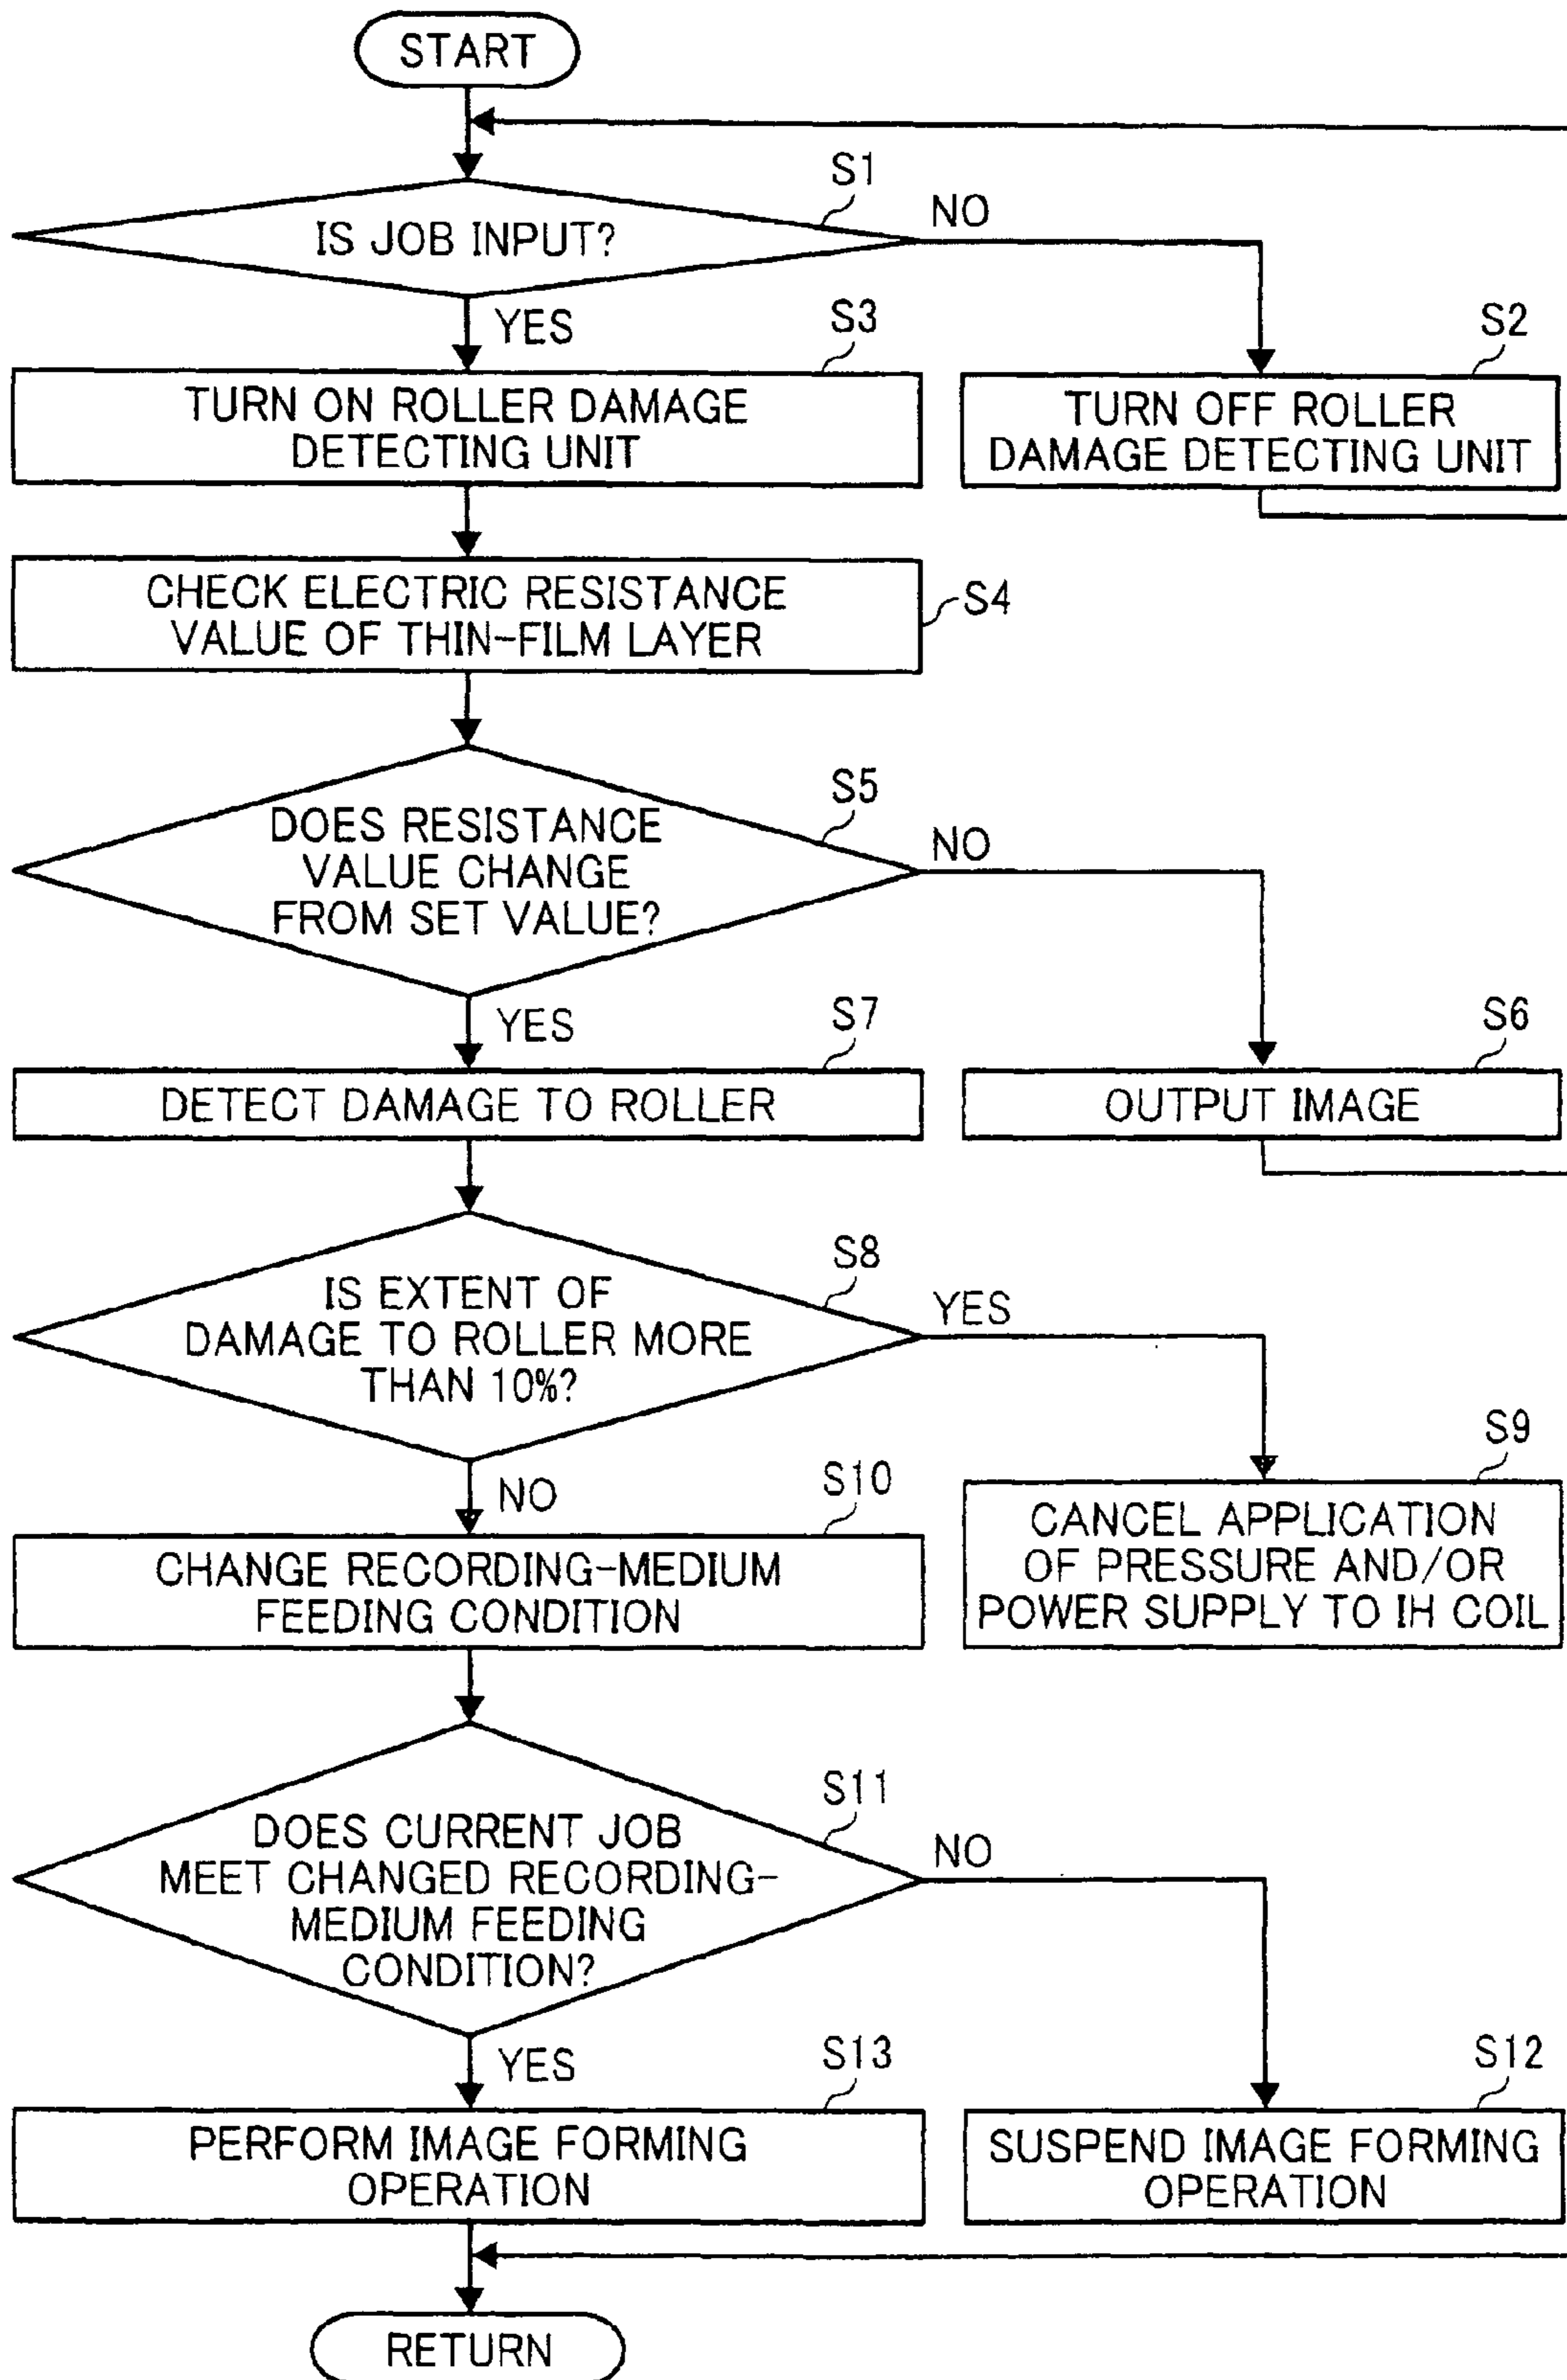 START
S1
IS JOB INPUT?
NO
YES
S3
TURN ON ROLLER DAMAGE
DETECTING UNIT
S2
TURN OFF ROLLER
DAMAGE DETECTING UNIT
CHECK ELECTRIC RESISTANCE
VALUE OF THIN-FILM LAYER
S4
S5
DOES RESISTANCE
VALUE CHANGE
FROM SET VALUE?
NO
YES
S7
DETECT DAMAGE TO ROLLER
S6
OUTPUT IMAGE
S8
IS EXTENT OF
DAMAGE TO ROLLER MORE
THAN 10%?
YES
NO
S9
CANCEL APPLICATION
OF PRESSURE AND/OR
POWER SUPPLY TO IH COIL
S10
CHANGE RECORDING-MEDIUM
FEEDING CONDITION
S11
DOES CURRENT JOB
MEET CHANGED RECORDING-
MEDIUM FEEDING
CONDITION?
NO
YES
S13
PERFORM IMAGE FORMING
OPERATION
S12
SUSPEND IMAGE FORMING
OPERATION
RETURN